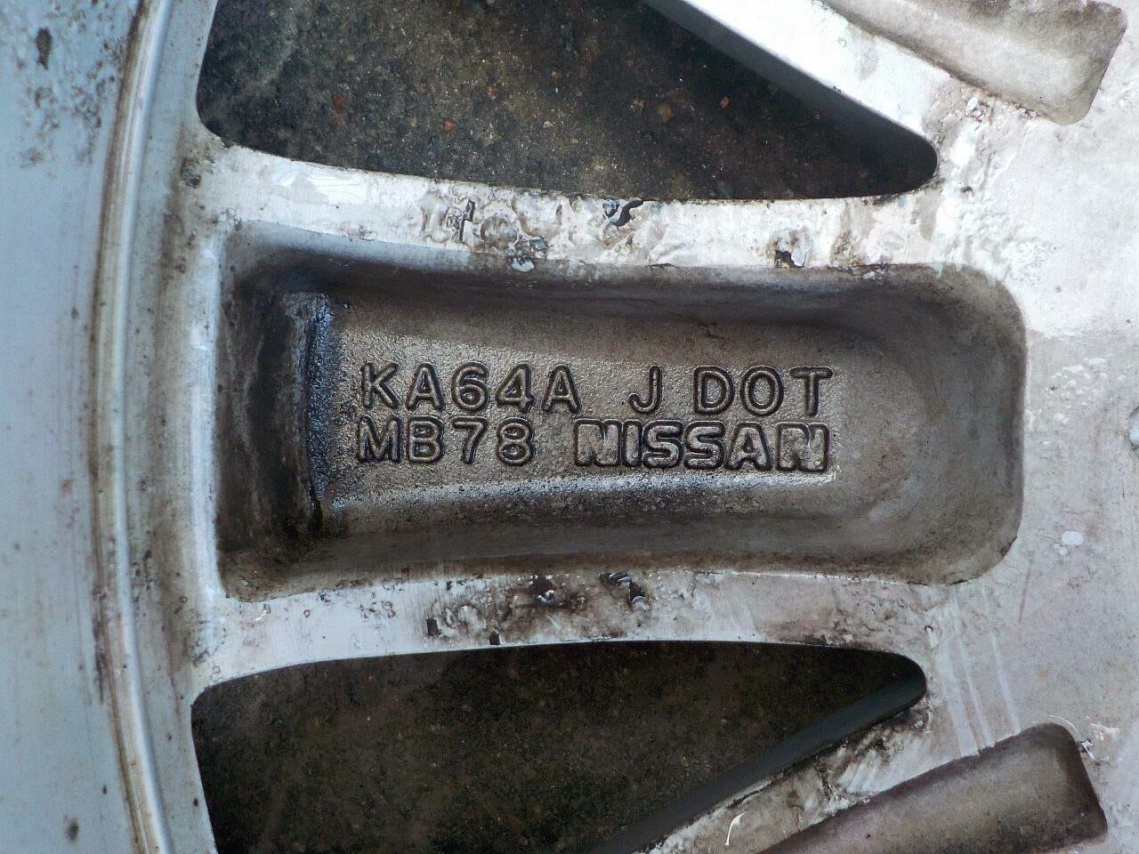 KA64A J DOT
MB78 NISSAN